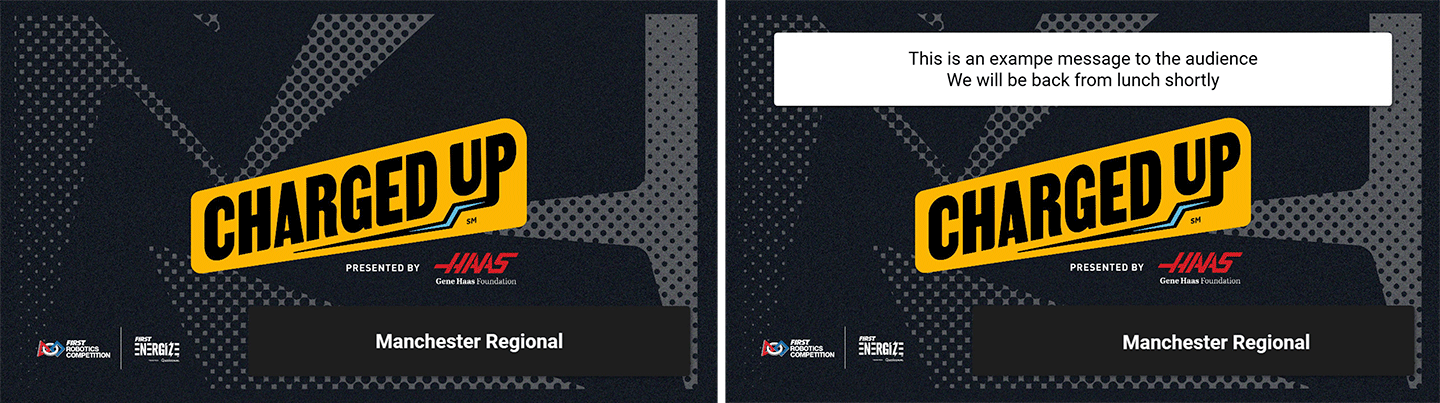 CHARGED UP
SM
PRESENTED BY HAAS
Gene Haas Foundation
Manchester Regional
FIRST
ROBOTICS
COMPETITION
FIRST
ENERGIZE
This is an exampe message to the audience
We will be back from lunch shortly
CHARGED UP
SM
PRESENTED BY HAAS
Gene Haas Foundation
Manchester Regional
FIRST
ROBOTICS
COMPETITION
FIRST
ENERGIZE
Qualcomm